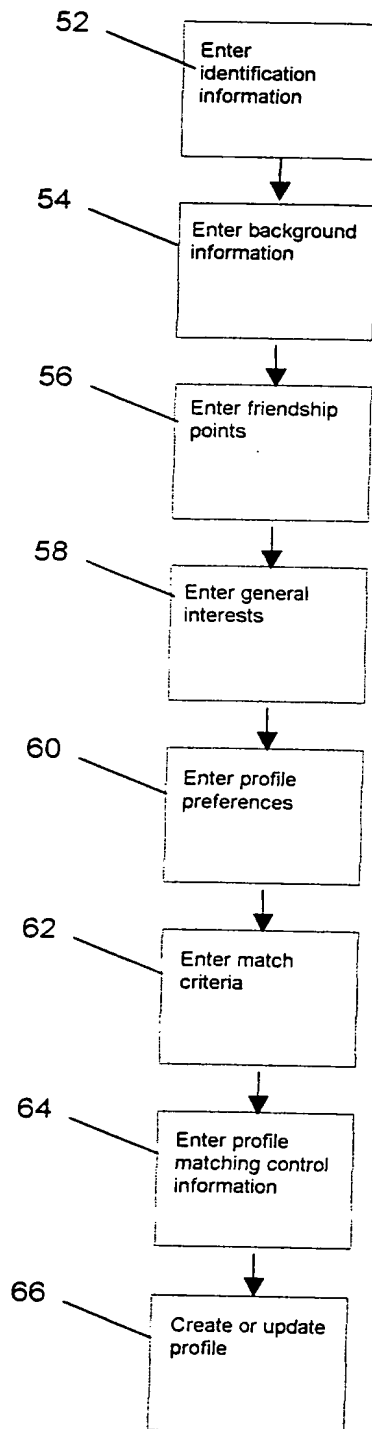 52
Enter
identification
information
54
Enter background
information
56
Enter friendship
points
58
Enter general
interests
60
Enter profile
preferences
62
Enter match
criteria
64
Enter profile
matching control
information
66
Create or update
profile